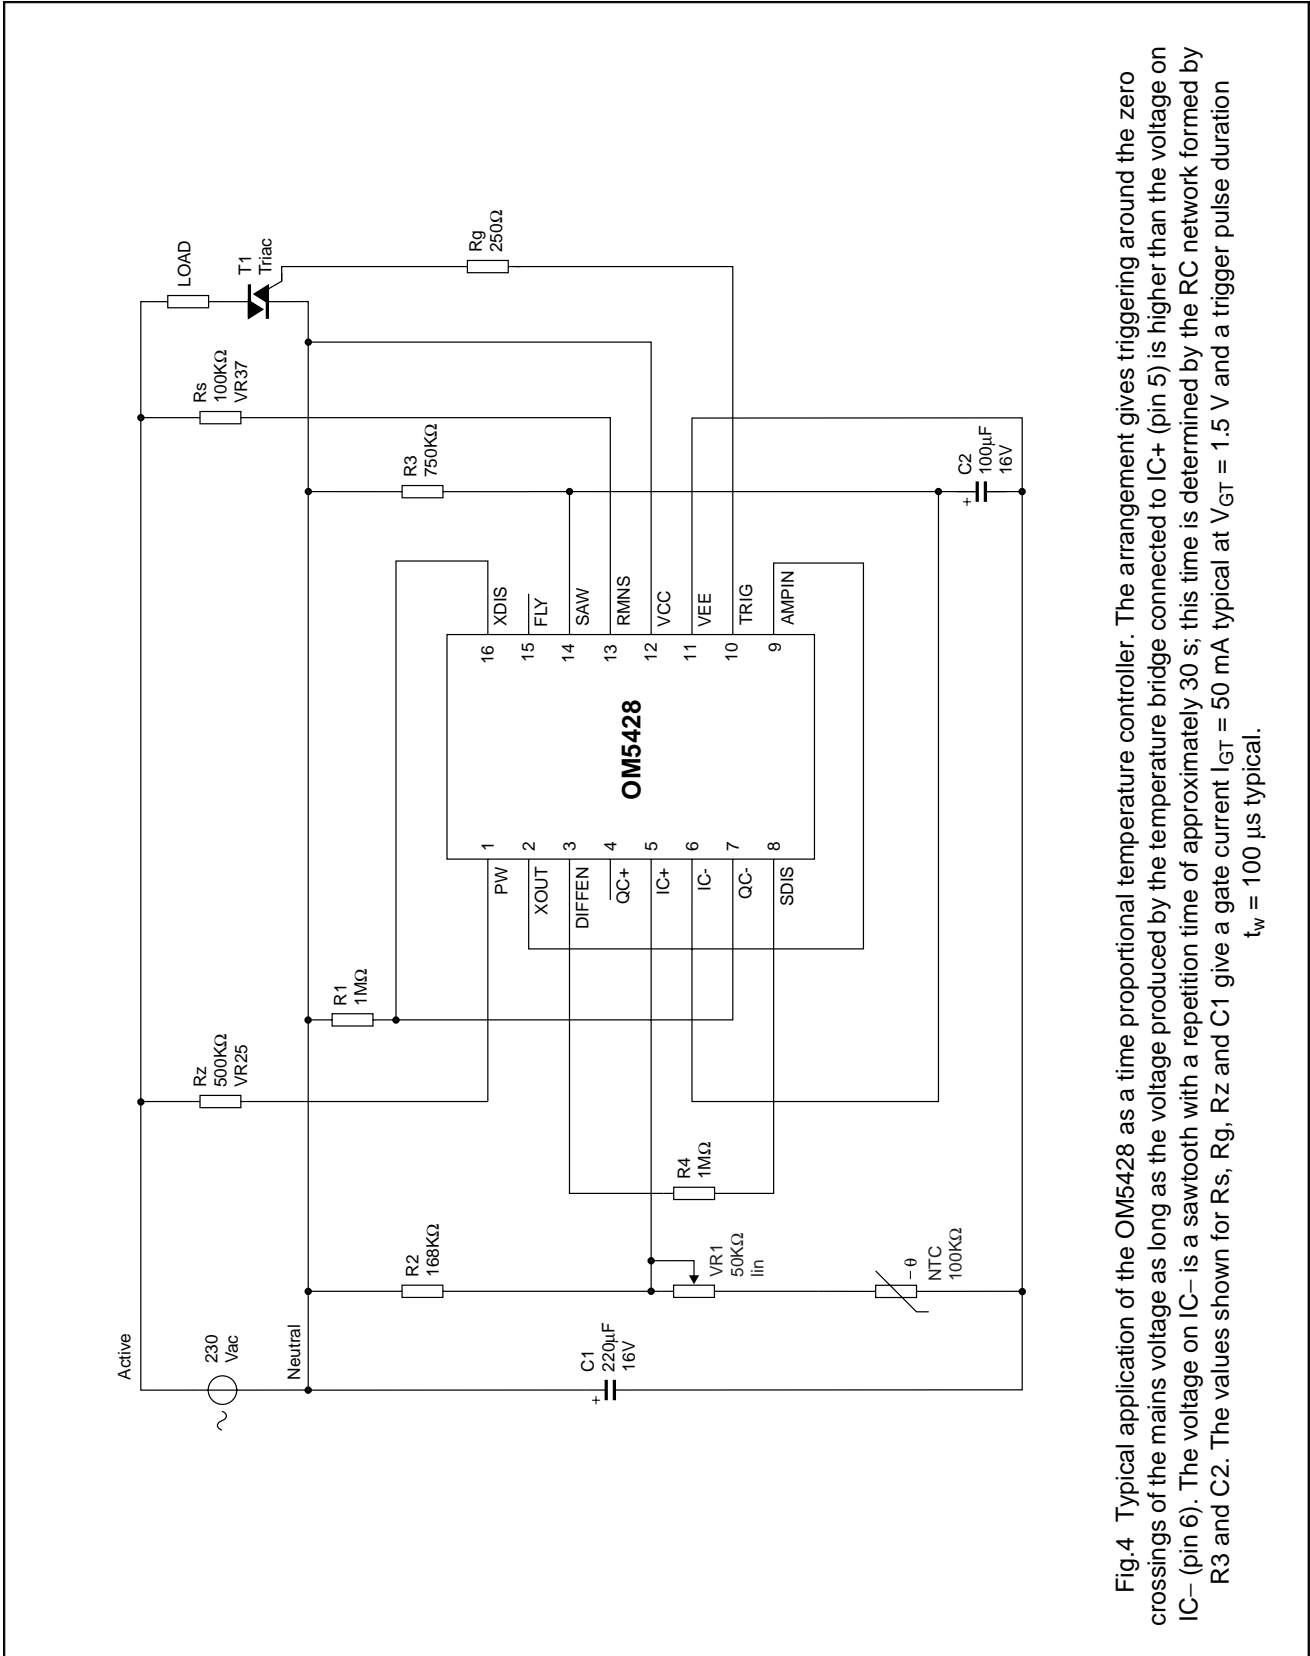 Active
230
Vac
~
Neutral
Rz
500KΩ
VR25
Rs
100KΩ
VR37
LOAD
T1
Triac
R1
1MΩ
R2
168KΩ
R3
750KΩ
Rg
250Ω
C1
220μF
16V
+
VR1
50KΩ
lin
– θ
NTC
100KΩ
R4
1MΩ
C2
100μF
16V
+
OM5428
1 PW
2 XOUT
3 DIFFEN
4 QC+
5 IC+
6 IC-
7 QC-
8 SDIS
16 XDIS
15 FLY
14 SAW
13 RMNS
12 VCC
11 VEE
10 TRIG
9 AMPIN
Fig.4 Typical application of the OM5428 as a time proportional temperature controller. The arrangement gives triggering around the zero
crossings of the mains voltage as long as the voltage produced by the temperature bridge connected to IC+ (pin 5) is higher than the voltage on
IC− (pin 6). The voltage on IC− is a sawtooth with a repetition time of approximately 30 s; this time is determined by the RC network formed by
R3 and C2. The values shown for Rs, Rg, Rz and C1 give a gate current IGT = 50 mA typical at VGT = 1.5 V and a trigger pulse duration
tw = 100 μs typical.